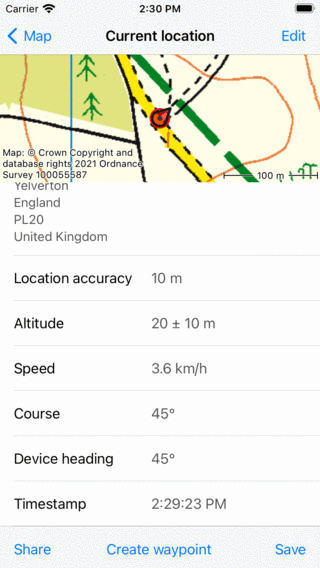 Carrier 2:30 PM
Map Current location Edit
Map: © Crown Copyright and
database rights 2021 Ordnance
Survey 100055587
100 m
Yelverton
England
PL20
United Kingdom
Location accuracy 10 m
Altitude 20 ± 10 m
Speed 3.6 km/h
Course 45°
Device heading 45°
Timestamp 2:29:23 PM
Share Create waypoint Save